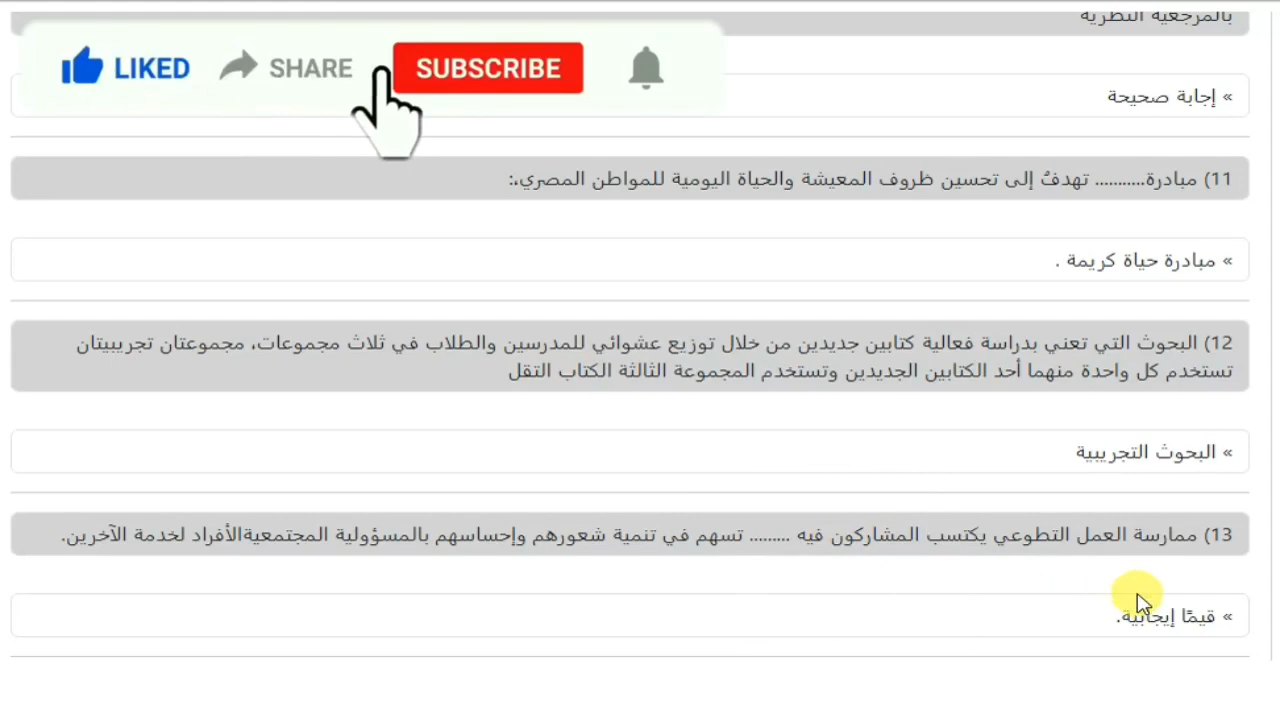 بالمرجعية النظرية
LIKED SHARE SUBSCRIBE
» إجابة صحيحة
11) مبادرة........... تهدفُ إلى تحسين ظروف المعيشة والحياة اليومية للمواطن المصري،:
» مبادرة حياة كريمة .
12) البحوث التي تعني بدراسة فعالية كتابين جديدين من خلال توزيع عشوائي للمدرسين والطلاب في ثلاث مجموعات، مجموعتان تجريبيتان
تستخدم كل واحدة منهما أحد الكتابين الجديدين وتستخدم المجموعة الثالثة الكتاب التقل
» البحوث التجريبية
13) ممارسة العمل التطوعي يكتسب المشاركون فيه ......... تسهم في تنمية شعورهم وإحساسهم بالمسؤولية المجتمعيةالأفراد لخدمة الآخرين.
» قيمًا إيجابية.